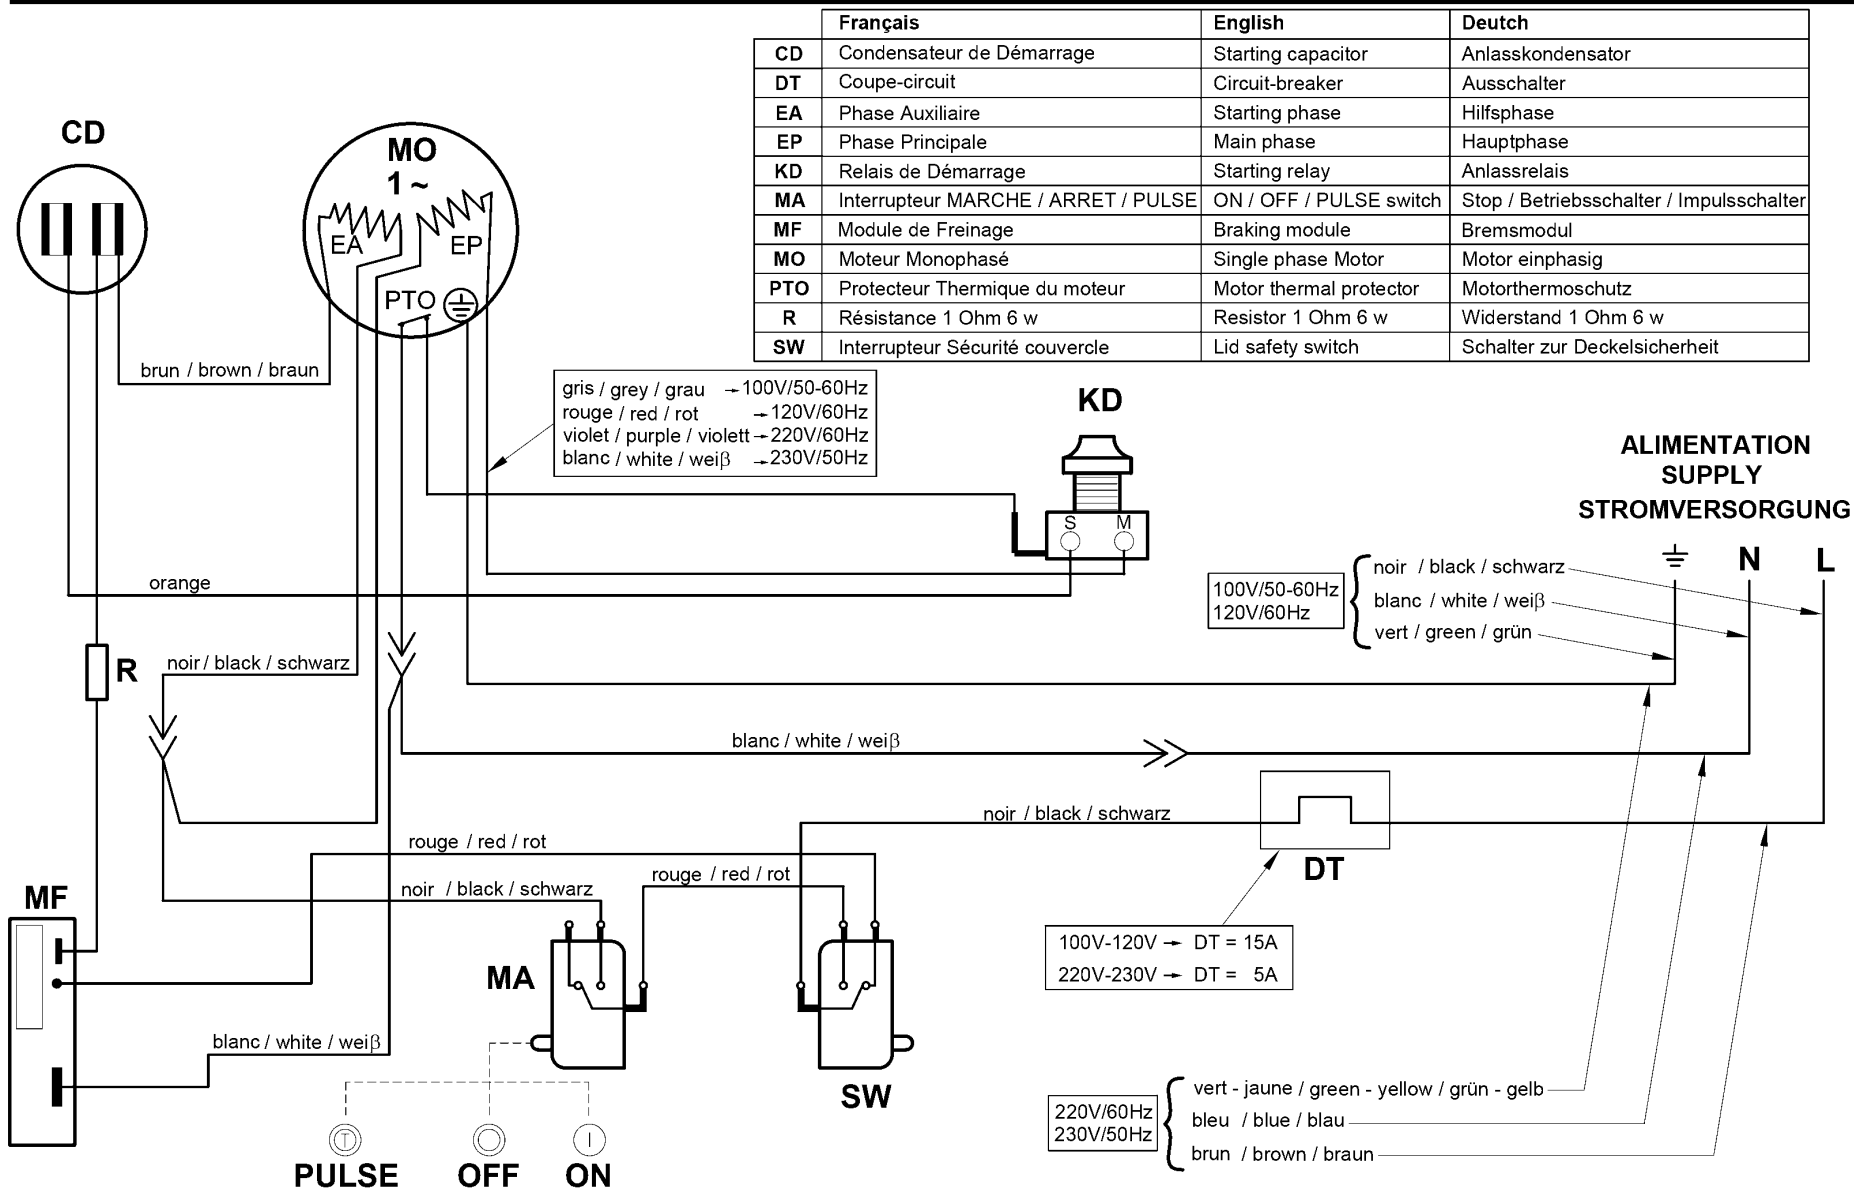 Français English Deutch
CD Condensateur de Démarrage Starting capacitor Anlasskondensator
DT Coupe-circuit Circuit-breaker Ausschalter
EA Phase Auxiliaire Starting phase Hilfsphase
EP Phase Principale Main phase Hauptphase
KD Relais de Démarrage Starting relay Anlassrelais
MA Interrupteur MARCHE / ARRET / PULSE ON / OFF / PULSE switch Stop / Betriebsschalter / Impulsschalter
MF Module de Freinage Braking module Bremsmodul
MO Moteur Monophasé Single phase Motor Motor einphasig
PTO Protecteur Thermique du moteur Motor thermal protector Motorthermoschutz
R Résistance 1 Ohm 6 w Resistor 1 Ohm 6 w Widerstand 1 Ohm 6 w
SW Interrupteur Sécurité couvercle Lid safety switch Schalter zur Deckelsicherheit
CD
MO
1 ~
EA EP
PTO
brun / brown / braun
gris / grey / grau → 100V/50-60Hz
rouge / red / rot → 120V/60Hz
violet / purple / violett → 220V/60Hz
blanc / white / weiβ → 230V/50Hz
KD
S M
ALIMENTATION
SUPPLY
STROMVERSORGUNG
N L
100V/50-60Hz
120V/60Hz
noir / black / schwarz
blanc / white / weiβ
vert / green / grün
orange
R
noir / black / schwarz
blanc / white / weiβ
noir / black / schwarz
DT
rouge / red / rot
rouge / red / rot
noir / black / schwarz
MF
MA
100V-120V → DT = 15A
220V-230V → DT = 5A
blanc / white / weiβ
SW
220V/60Hz
230V/50Hz
vert - jaune / green - yellow / grün - gelb
bleu / blue / blau
brun / brown / braun
T I
PULSE OFF ON